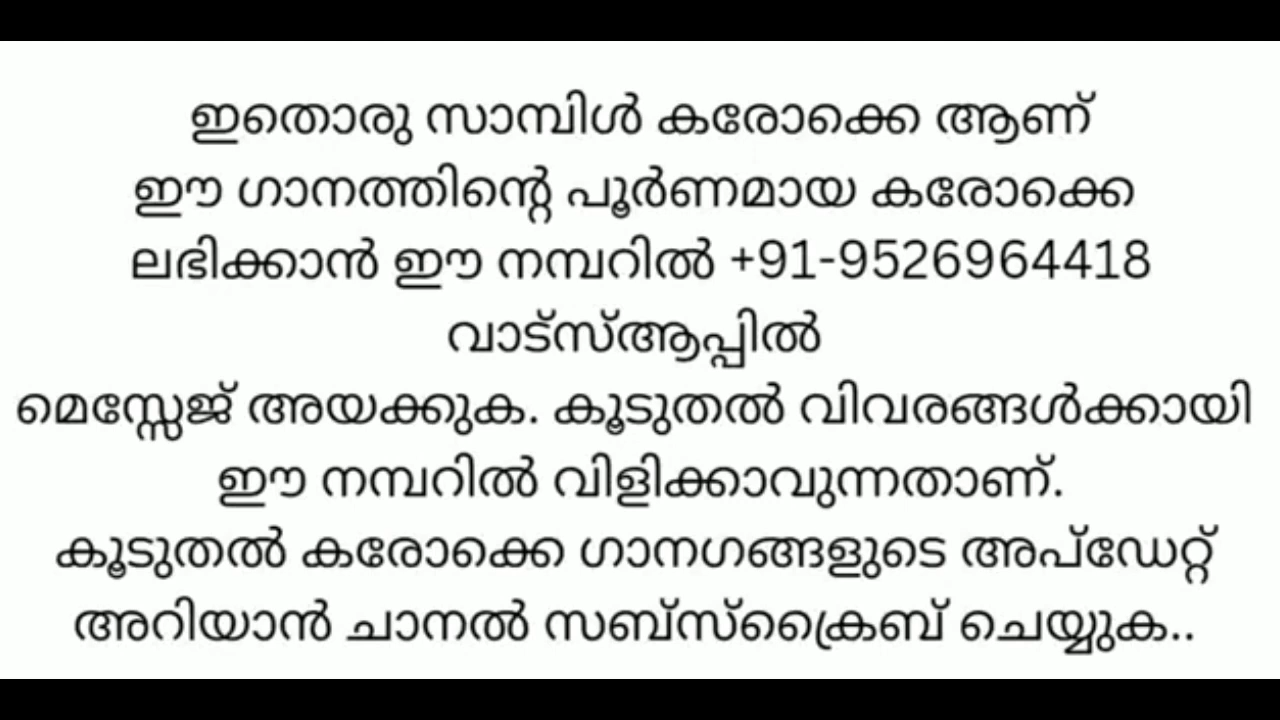 ഇതൊരു സാമ്പിൾ കരോക്കെ ആണ്
ഈ ഗാനത്തിന്റെ പൂർണമായ കരോക്കെ
ലഭിക്കാൻ ഈ നമ്പറിൽ +91-9526964418
വാട്സ്ആപ്പിൽ
മെസ്സേജ് അയക്കുക. കൂടുതൽ വിവരങ്ങൾക്കായി
ഈ നമ്പറിൽ വിളിക്കാവുന്നതാണ്.
കൂടുതൽ കരോക്കെ ഗാനഗങ്ങളുടെ അപ്ഡേറ്റ്
അറിയാൻ ചാനൽ സബ്സ്ക്രൈബ് ചെയ്യുക..